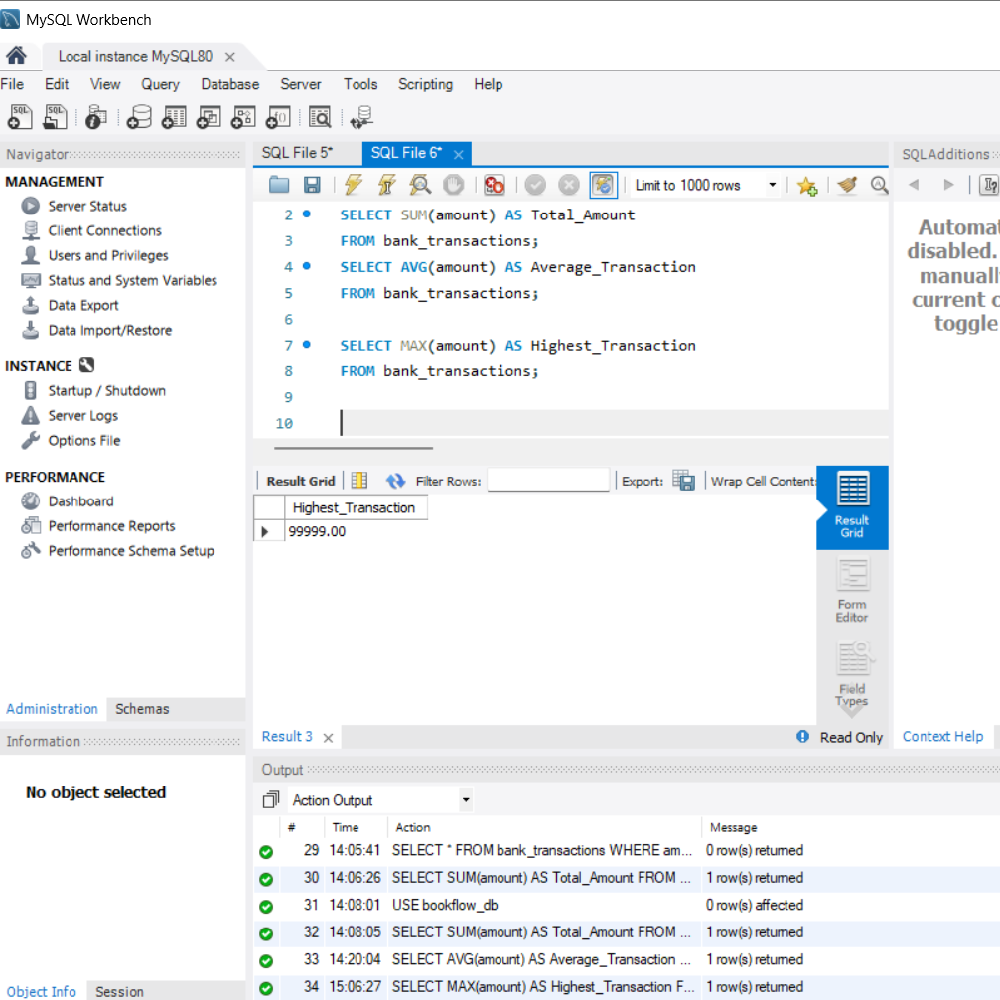 MySQL Workbench
Local instance MySQL80
File Edit View Query Database Server Tools Scripting Help
Navigator
MANAGEMENT
Server Status
Client Connections
Users and Privileges
Status and System Variables
Data Export
Data Import/Restore
INSTANCE
Startup / Shutdown
Server Logs
Options File
PERFORMANCE
Dashboard
Performance Reports
Performance Schema Setup
Administration Schemas
Information
No object selected
Object Info Session
SQL File 5* SQL File 6*
Limit to 1000 rows
2 SELECT SUM(amount) AS Total_Amount
3 FROM bank_transactions;
4 SELECT AVG(amount) AS Average_Transaction
5 FROM bank_transactions;
6
7 SELECT MAX(amount) AS Highest_Transaction
8 FROM bank_transactions;
9
10
Result Grid Filter Rows: Export: Wrap Cell Content:
Highest_Transaction
99999.00
Result Grid
Form Editor
Field Types
Result 3 Read Only
Output
Action Output
# Time Action Message
29 14:05:41 SELECT * FROM bank_transactions WHERE am... 0 row(s) returned
30 14:06:26 SELECT SUM(amount) AS Total_Amount FROM ... 1 row(s) returned
31 14:08:01 USE bookflow_db 0 row(s) affected
32 14:08:05 SELECT SUM(amount) AS Total_Amount FROM ... 1 row(s) returned
33 14:20:04 SELECT AVG(amount) AS Average_Transaction ... 1 row(s) returned
34 15:06:27 SELECT MAX(amount) AS Highest_Transaction F... 1 row(s) returned
SQLAdditions
Automat
disabled.
manuall
current c
toggle
Context Help